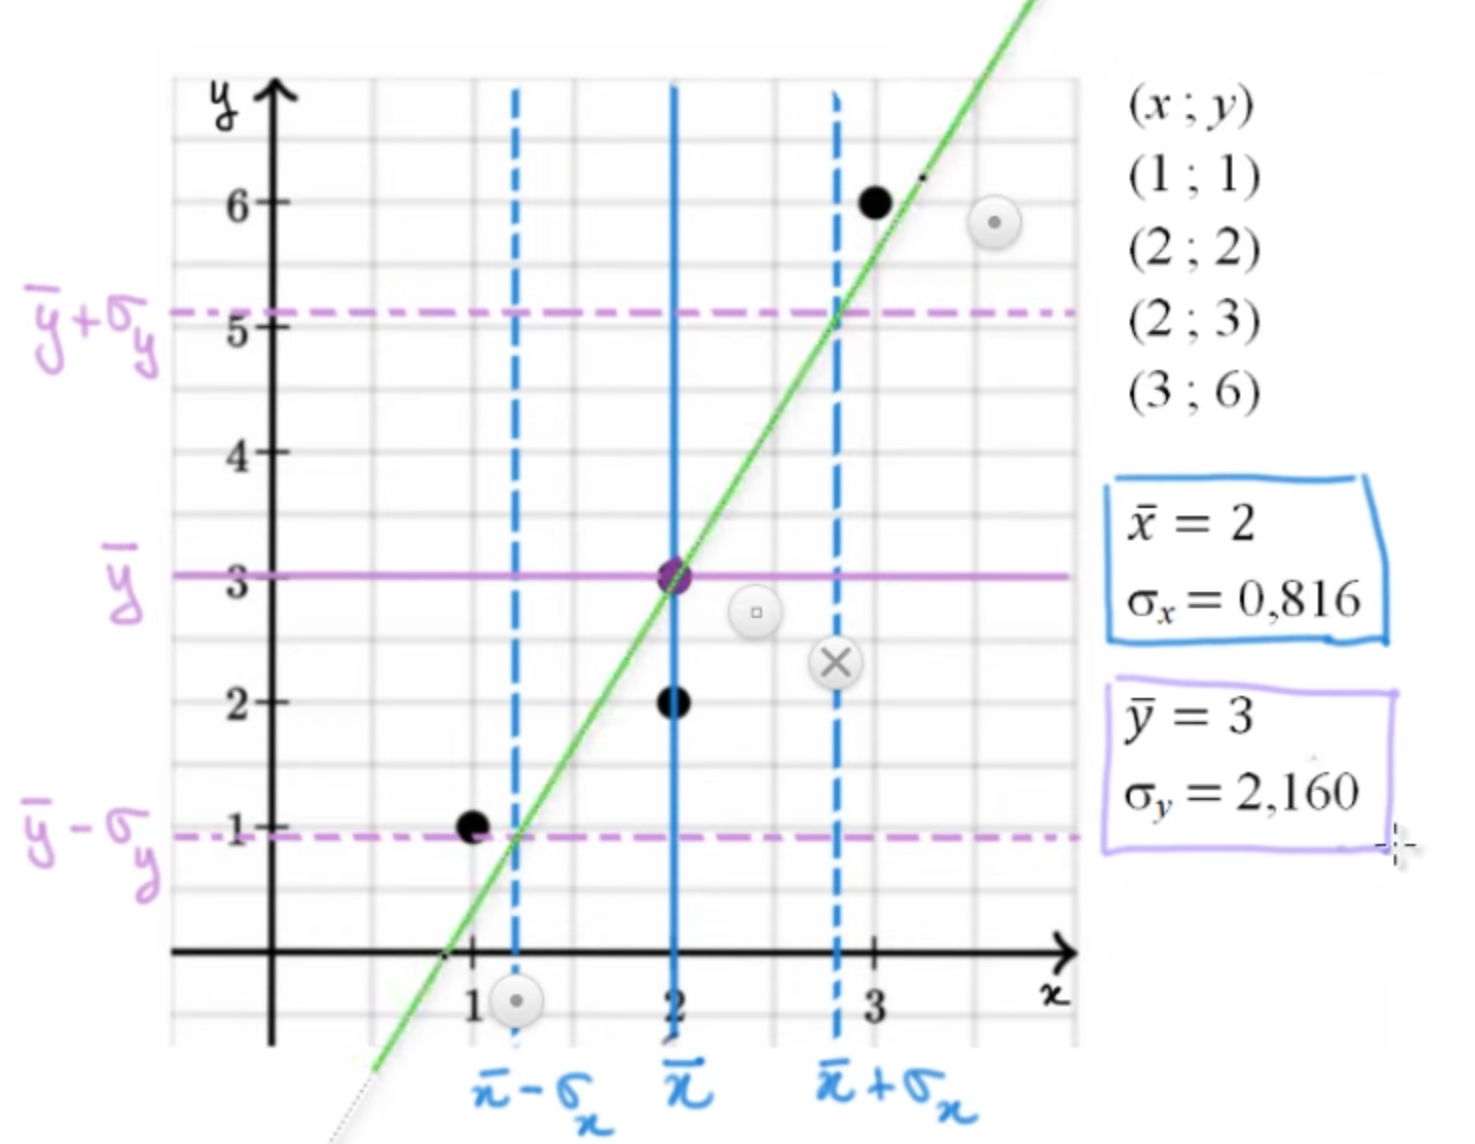 y
6
5
4
3
2
1
1 2 3
x
ȳ+σy
ȳ
ȳ-σy
x̄-σx x̄ x̄+σx
(x ; y)
(1 ; 1)
(2 ; 2)
(2 ; 3)
(3 ; 6)
x̄ = 2
σx = 0,816
ȳ = 3
σy = 2,160